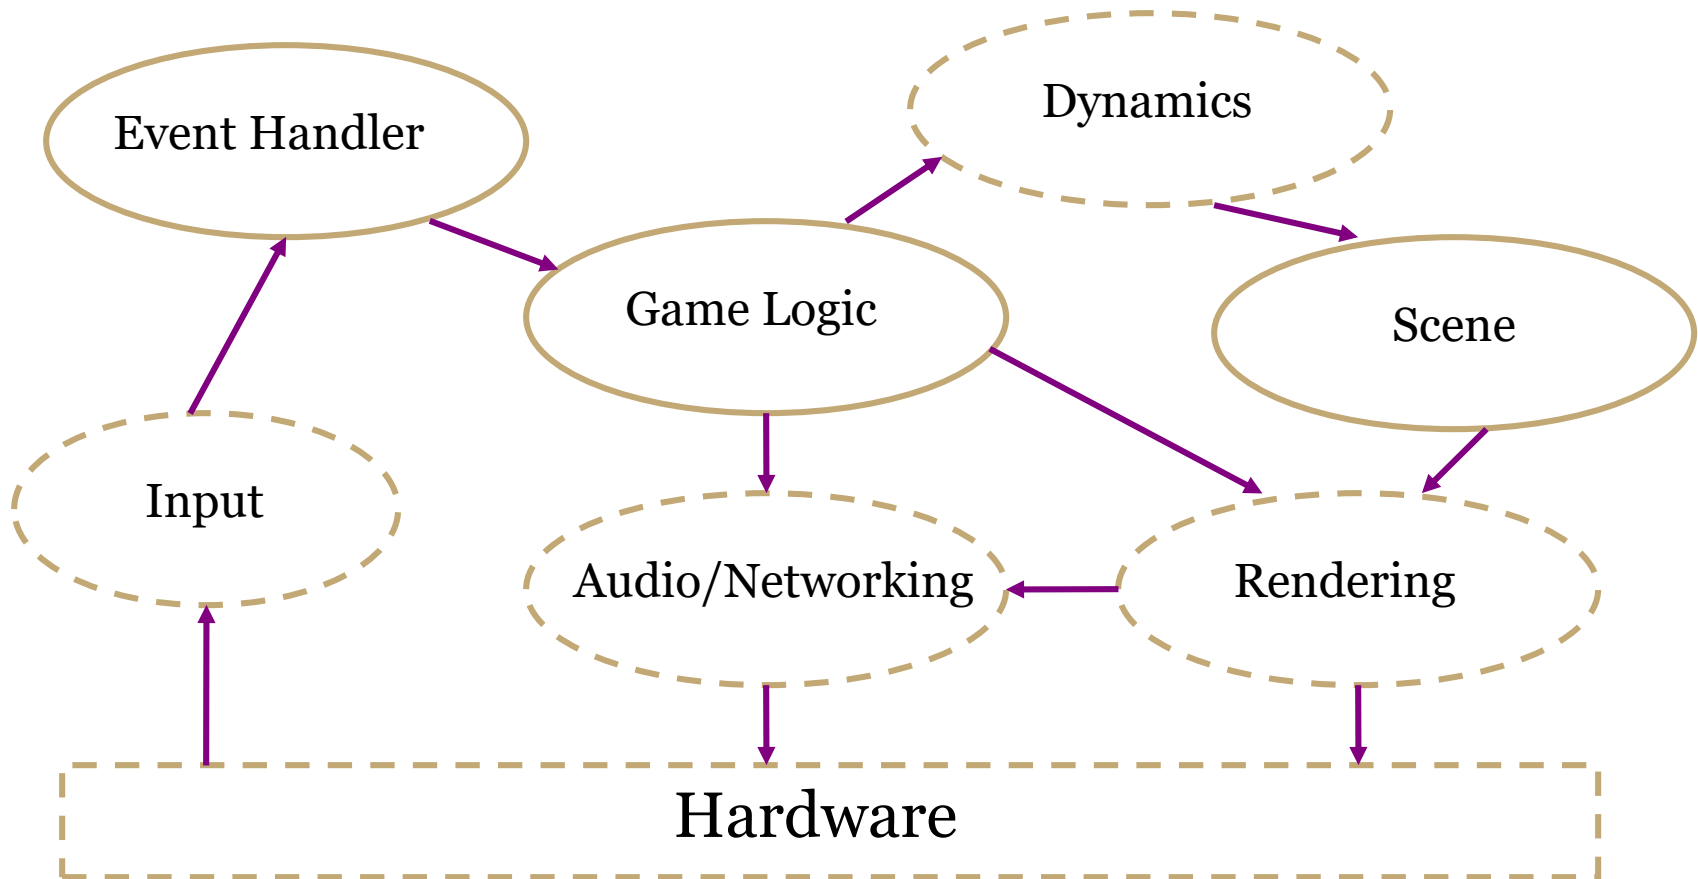 Event Handler
Dynamics
Game Logic
Scene
Input
Audio/Networking
Rendering
Hardware